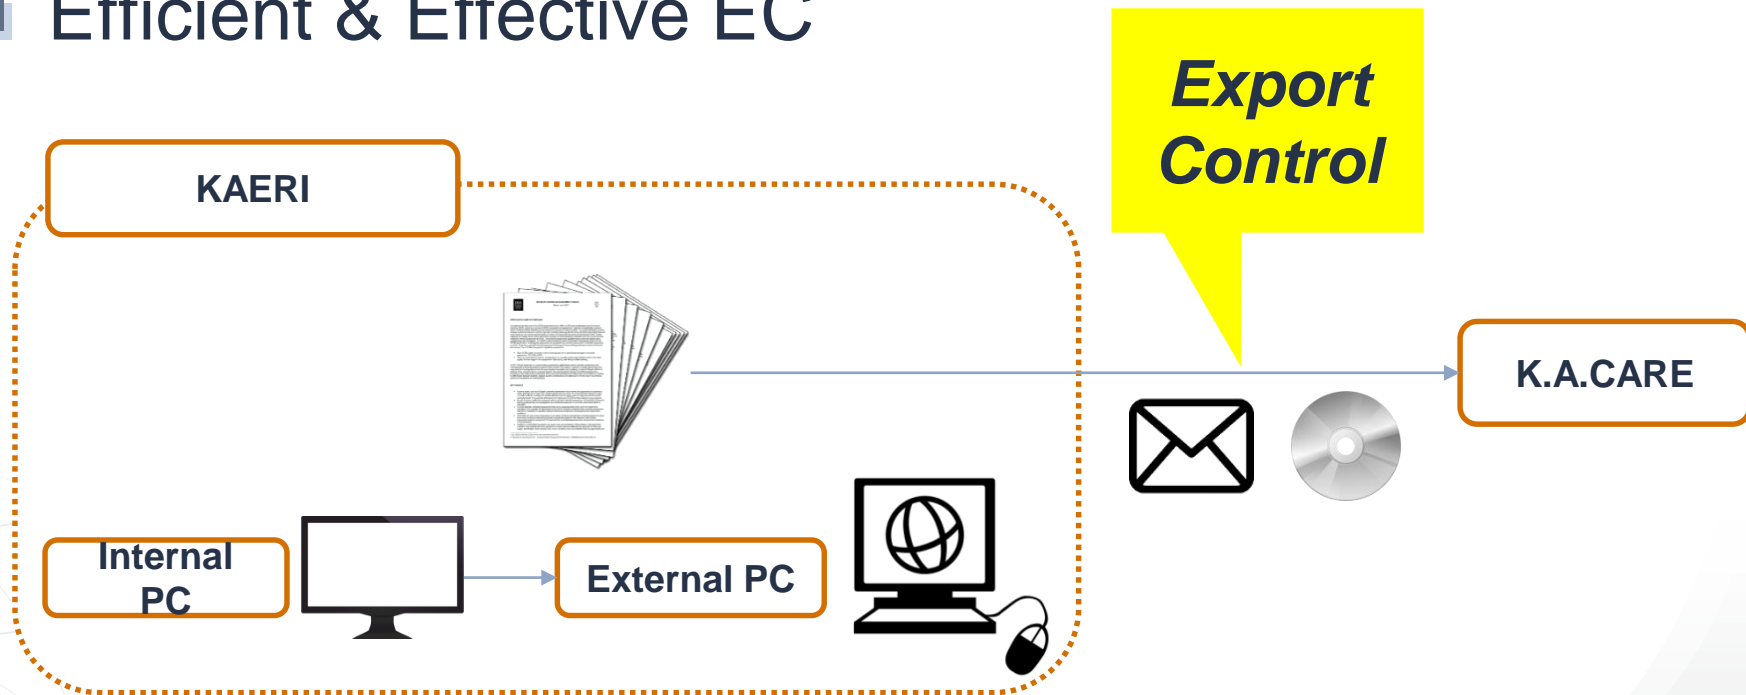 Efficient & Effective EC
Export
Control
KAERI
K.A.CARE
Internal
PC
External PC